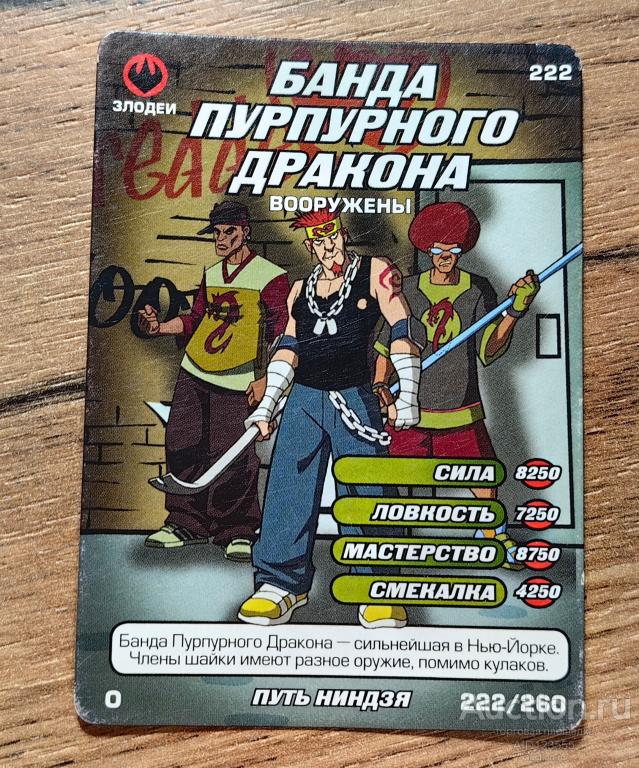 222
ЗЛОДЕИ
БАНДА
ПУРПУРНОГО
ДРАКОНА
ВООРУЖЕНЫ
СИЛА 8250
ЛОВКОСТЬ 7250
МАСТЕРСТВО 8750
СМЕКАЛКА 4250
Банда Пурпурного Дракона — сильнейшая в Нью-Йорке.
Члены шайки имеют разное оружие, помимо кулаков.
0 ПУТЬ НИНДЗЯ 222/260
Auction.ru